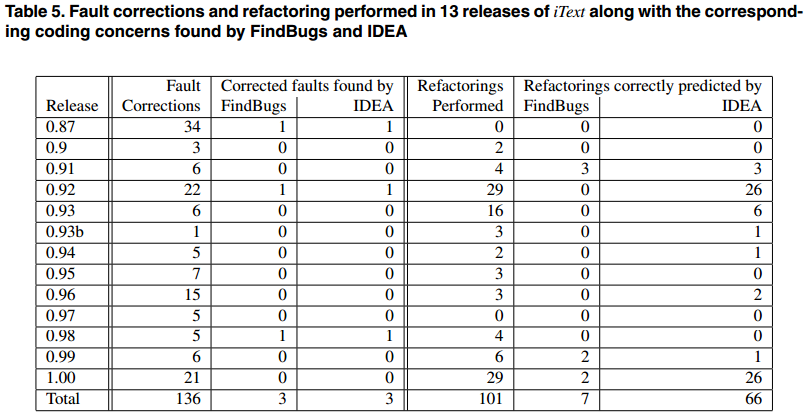 Table 5. Fault corrections and refactoring performed in 13 releases of iText along with the correspond-
ing coding concerns found by FindBugs and IDEA
Fault Corrected faults found by Refactorings Refactorings correctly predicted by
Release Corrections FindBugs IDEA Performed FindBugs IDEA
0.87 34 1 1 0 0 0
0.9 3 0 0 2 0 0
0.91 6 0 0 4 3 3
0.92 22 1 1 29 0 26
0.93 6 0 0 16 0 6
0.93b 1 0 0 3 0 1
0.94 5 0 0 2 0 1
0.95 7 0 0 3 0 0
0.96 15 0 0 3 0 2
0.97 5 0 0 0 0 0
0.98 5 1 1 4 0 0
0.99 6 0 0 6 2 1
1.00 21 0 0 29 2 26
Total 136 3 3 101 7 66